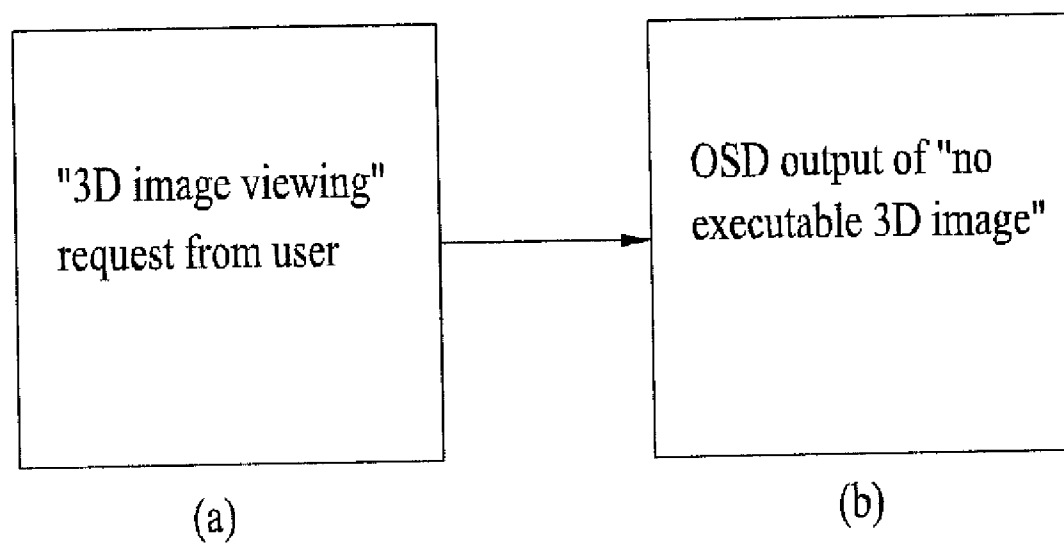 "3D image viewing"
request from user
OSD output of "no
executable 3D image"
(a)
(b)